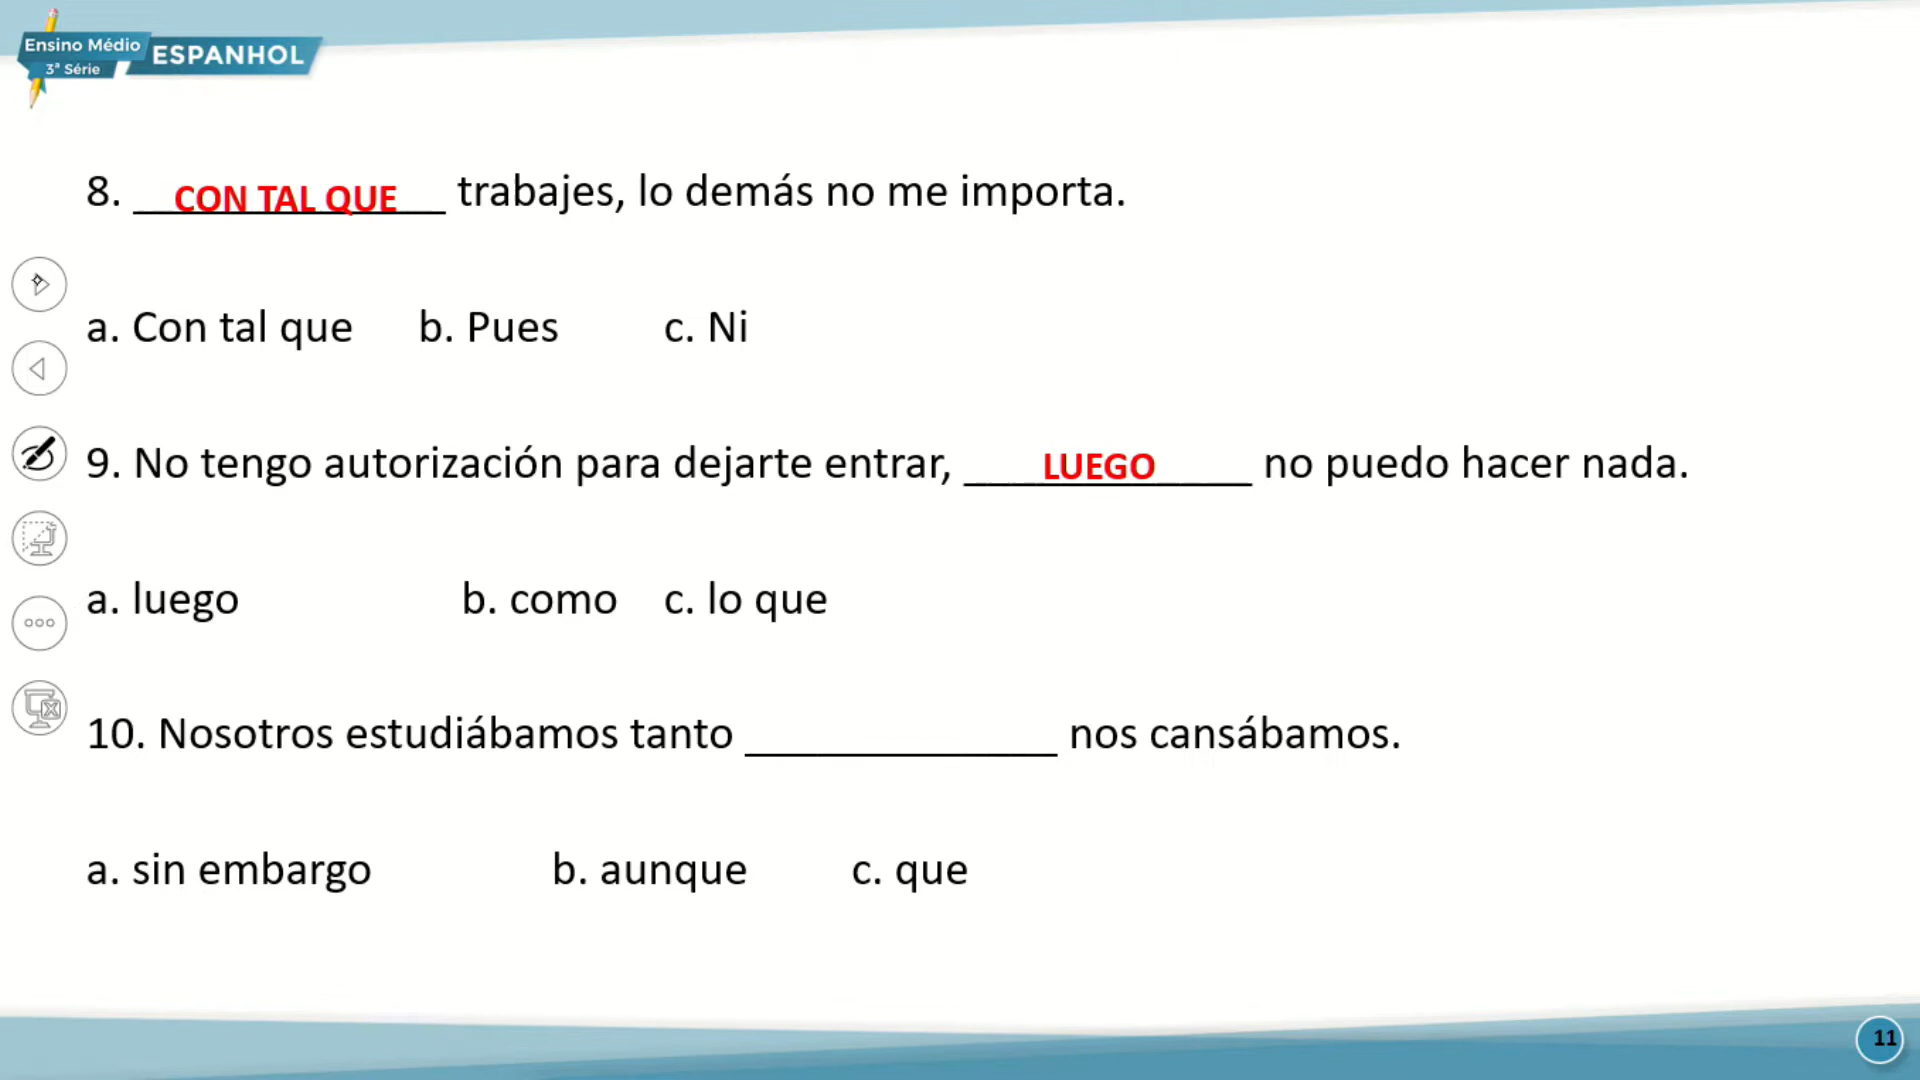 Ensino Médio
3ª Série
ESPANHOL
8. CON TAL QUE trabajes, lo demás no me importa.
a. Con tal que b. Pues c. Ni
9. No tengo autorización para dejarte entrar, LUEGO no puedo hacer nada.
a. luego b. como c. lo que
10. Nosotros estudiábamos tanto _____________ nos cansábamos.
a. sin embargo b. aunque c. que
11